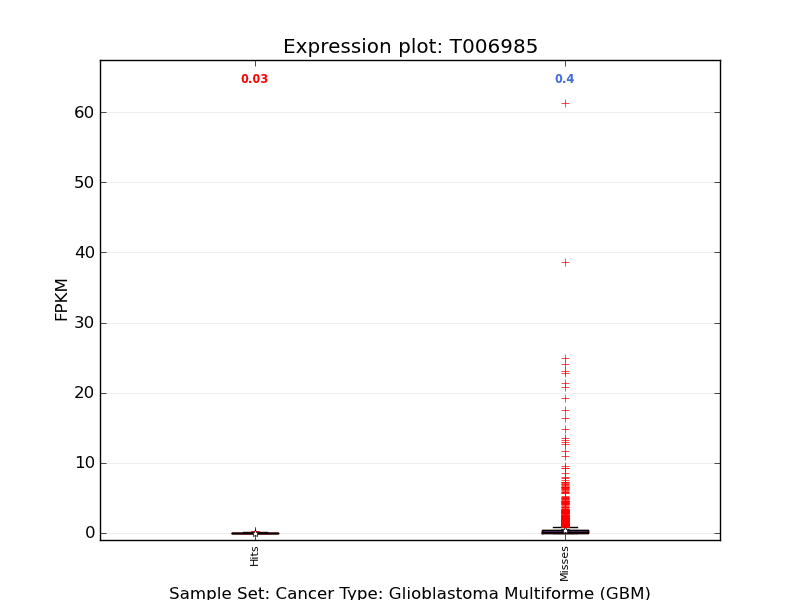 Expression plot: T006985
0.03 0.4
60
50
40
30
20
10
0
FPKM
Hits Misses
Sample Set: Cancer Type: Glioblastoma Multiforme (GBM)